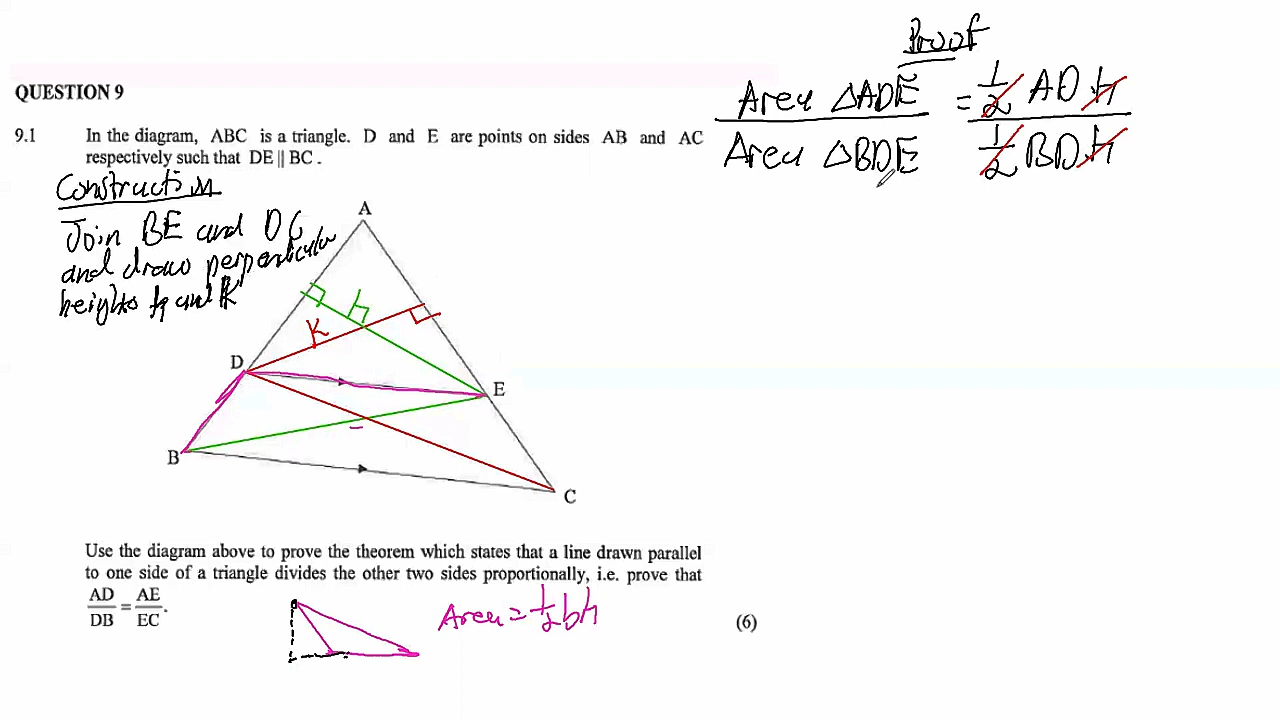 QUESTION 9
9.1 In the diagram, ABC is a triangle. D and E are points on sides AB and AC
respectively such that DE || BC.
Construction
Join BE and DC
and draw perpendicular
heights h and K
A
h
K
D
E
B
C
Use the diagram above to prove the theorem which states that a line drawn parallel
to one side of a triangle divides the other two sides proportionally, i.e. prove that
AD/DB = AE/EC.
(6)
Area = 1/2 bh
Proof
Area △ADE = 1/2 AD.h
Area △BDE 1/2 BD.h